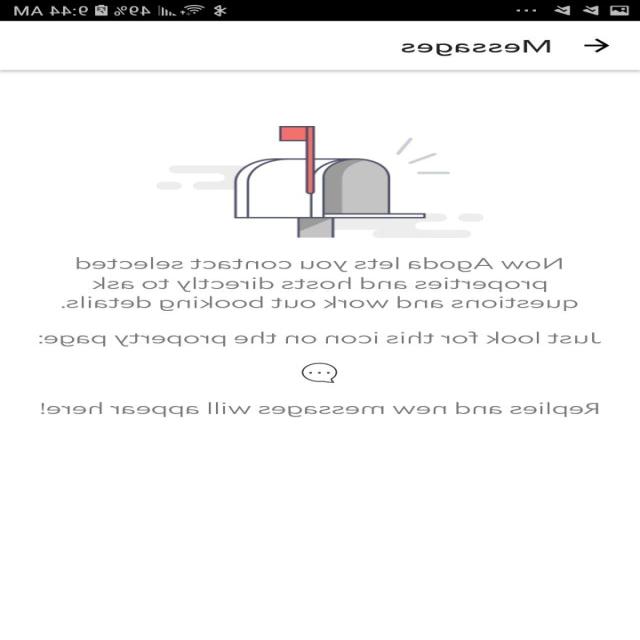 49% 9:44 AM
Messages
Now Agoda lets you contact selected
properties and hosts directly to ask
questions and work out booking details.
Just look for this icon on the property page:
Replies and new messages will appear here!